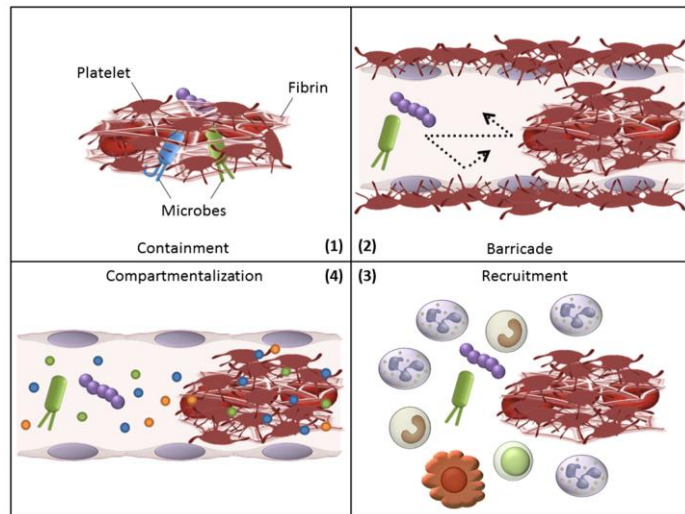 Platelet
Fibrin
Microbes
Containment
(1)
(2)
Barricade
Compartmentalization
(4)
(3)
Recruitment